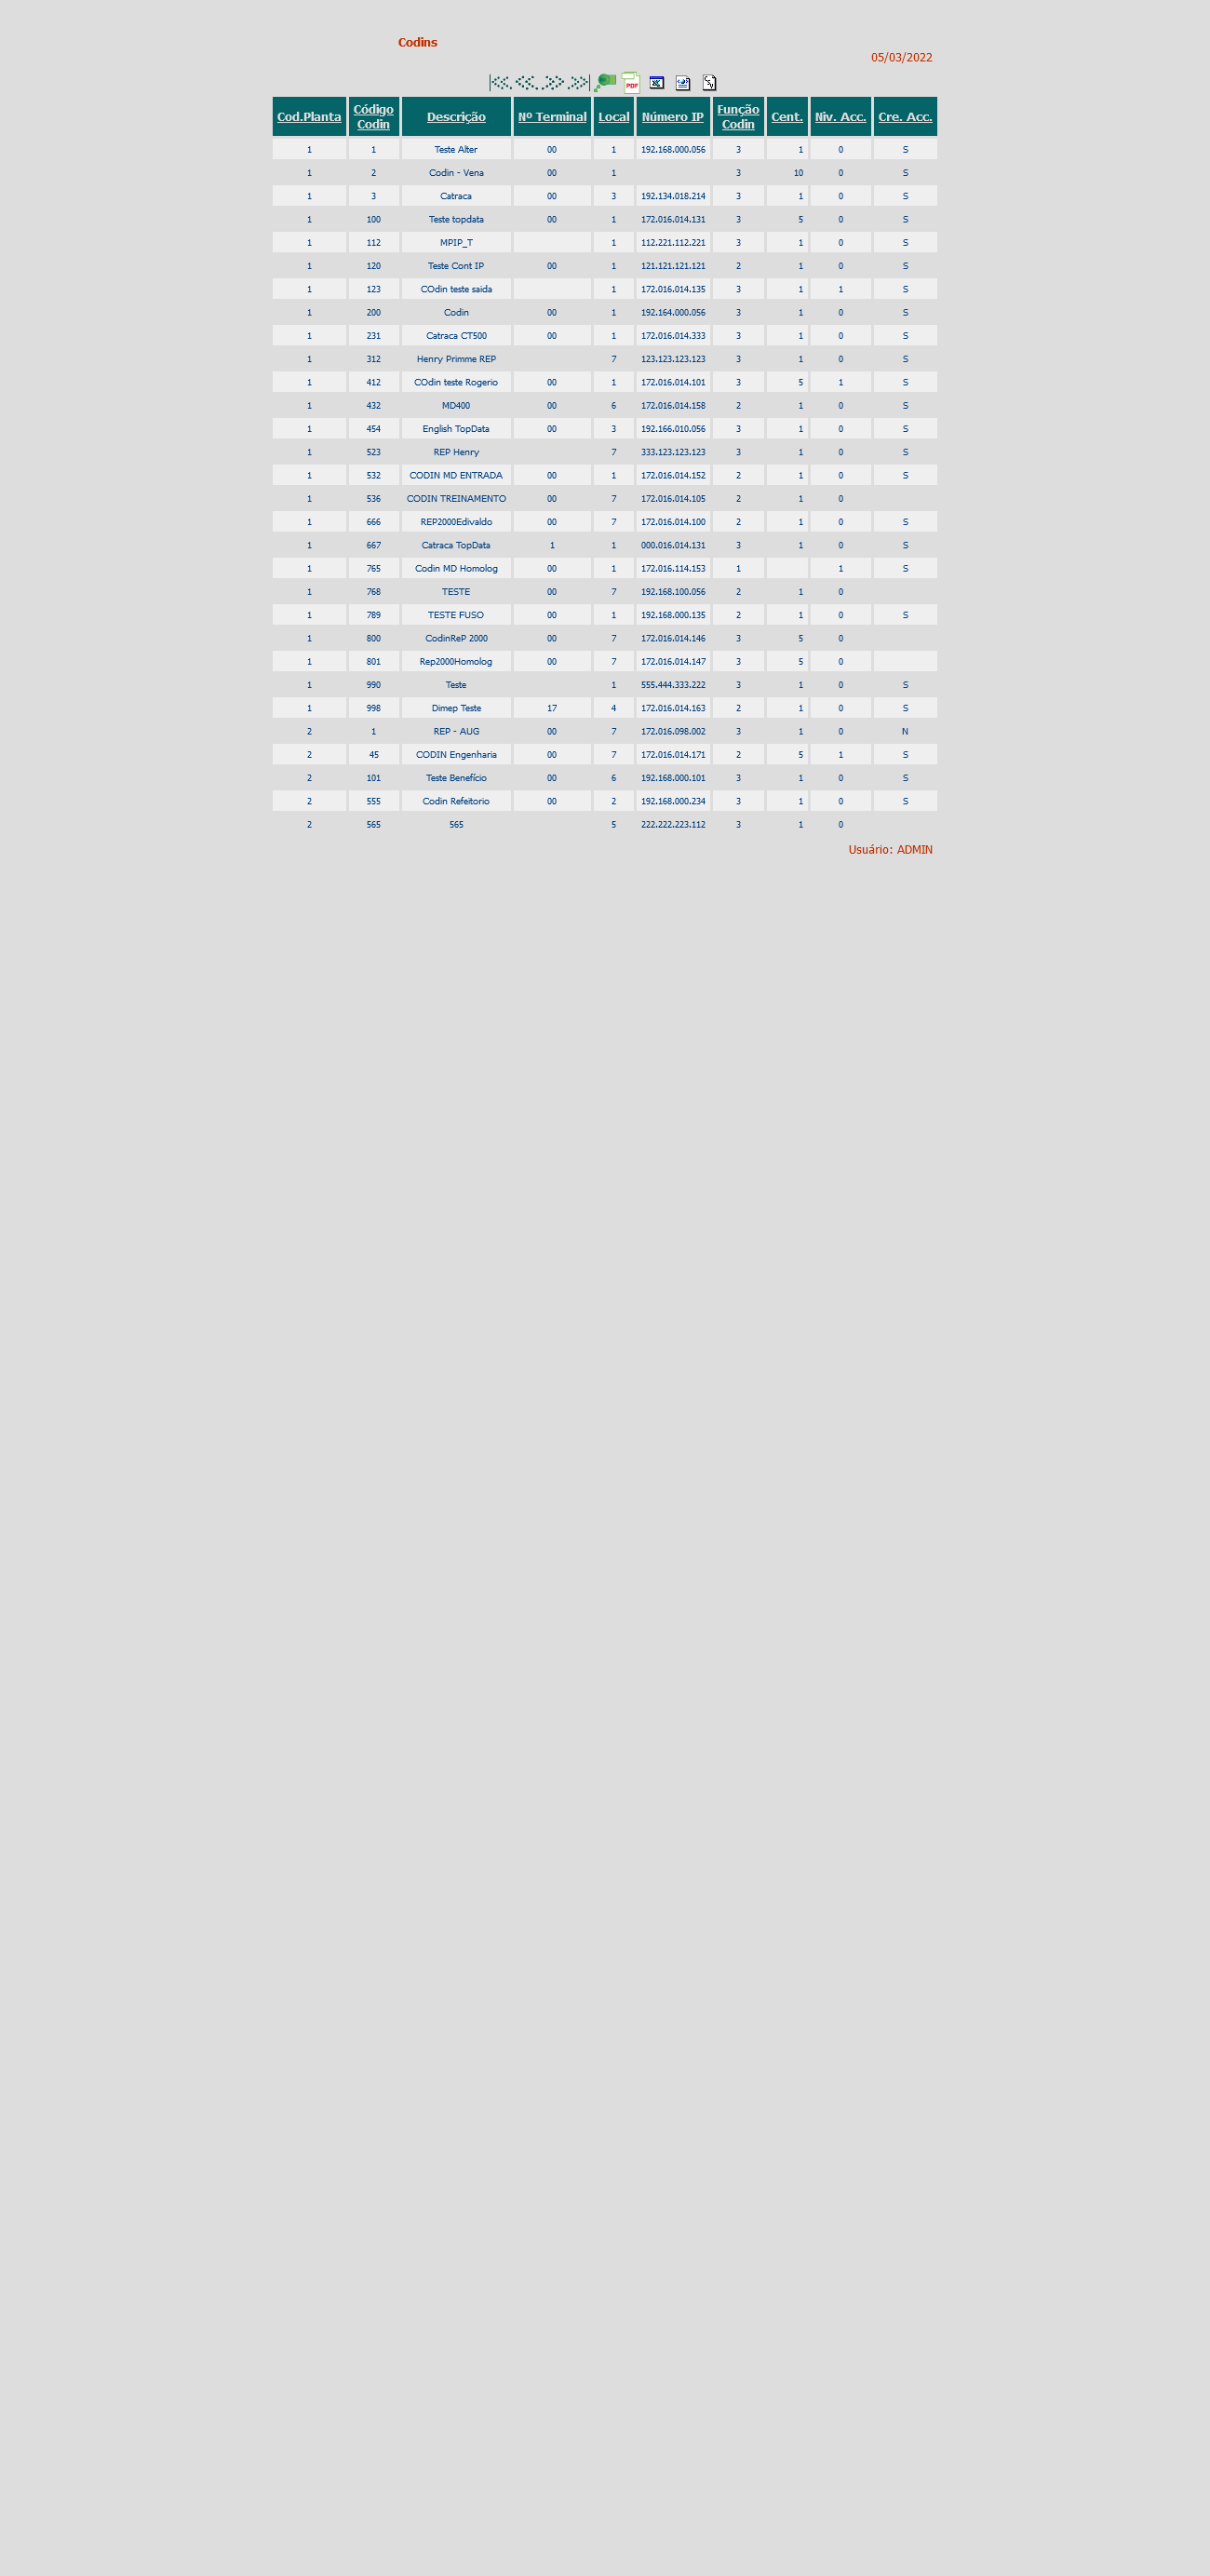 Codins
05/03/2022
PDF
Cod.Planta Código Codin Descrição Nº Terminal Local Número IP Função Codin Cent. Niv. Acc. Cre. Acc.
1 1 Teste Alter 00 1 192.168.000.056 3 1 0 S
1 2 Codin - Vena 00 1 3 10 0 S
1 3 Catraca 00 3 192.134.018.214 3 1 0 S
1 100 Teste topdata 00 1 172.016.014.131 3 5 0 S
1 112 MPIP_T 1 112.221.112.221 3 1 0 S
1 120 Teste Cont IP 00 1 121.121.121.121 2 1 0 S
1 123 COdin teste saida 1 172.016.014.135 3 1 1 S
1 200 Codin 00 1 192.164.000.056 3 1 0 S
1 231 Catraca CT500 00 1 172.016.014.333 3 1 0 S
1 312 Henry Primme REP 7 123.123.123.123 3 1 0 S
1 412 COdin teste Rogerio 00 1 172.016.014.101 3 5 1 S
1 432 MD400 00 6 172.016.014.158 2 1 0 S
1 454 English TopData 00 3 192.166.010.056 3 1 0 S
1 523 REP Henry 7 333.123.123.123 3 1 0 S
1 532 CODIN MD ENTRADA 00 1 172.016.014.152 2 1 0 S
1 536 CODIN TREINAMENTO 00 7 172.016.014.105 2 1 0
1 666 REP2000Edivaldo 00 7 172.016.014.100 2 1 0 S
1 667 Catraca TopData 1 1 000.016.014.131 3 1 0 S
1 765 Codin MD Homolog 00 1 172.016.114.153 1 1 S
1 768 TESTE 00 7 192.168.100.056 2 1 0
1 789 TESTE FUSO 00 1 192.168.000.135 2 1 0 S
1 800 CodinReP 2000 00 7 172.016.014.146 3 5 0
1 801 Rep2000Homolog 00 7 172.016.014.147 3 5 0
1 990 Teste 1 555.444.333.222 3 1 0 S
1 998 Dimep Teste 17 4 172.016.014.163 2 1 0 S
2 1 REP - AUG 00 7 172.016.098.002 3 1 0 N
2 45 CODIN Engenharia 00 7 172.016.014.171 2 5 1 S
2 101 Teste Benefício 00 6 192.168.000.101 3 1 0 S
2 555 Codin Refeitorio 00 2 192.168.000.234 3 1 0 S
2 565 565 5 222.222.223.112 3 1 0
Usuário: ADMIN